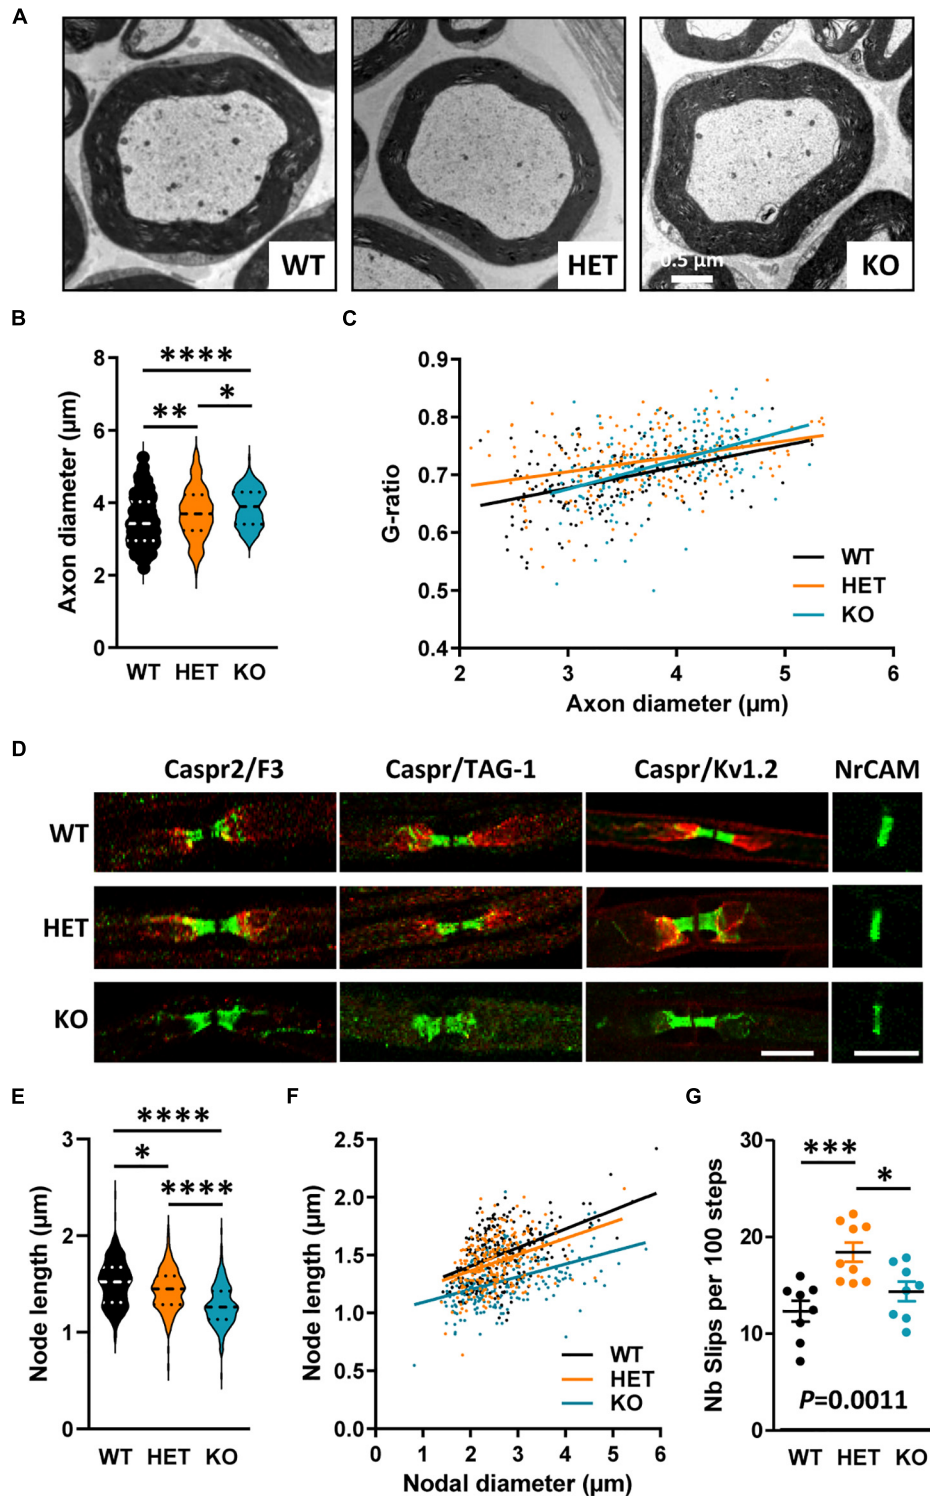 A
WT
HET
0.5 µm
KO
B
Axon diameter (µm)
8
6
4
2
0
****
**
*
WT HET KO
C
G-ratio
0.9
0.8
0.7
0.6
0.5
0.4
WT
HET
KO
2 3 4 5 6
Axon diameter (µm)
D
Caspr2/F3 Caspr/TAG-1 Caspr/Kv1.2 NrCAM
WT
HET
KO
E
Node length (µm)
3
2
1
0
****
*
****
WT HET KO
F
Node length (µm)
2.5
2.0
1.5
1.0
0.5
0.0
WT
HET
KO
0 1 2 3 4 5 6
Nodal diameter (µm)
G
Nb Slips per 100 steps
30
20
10
0
***
*
P=0.0011
WT HET KO